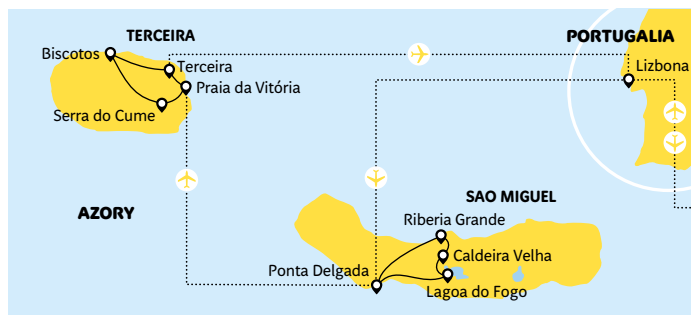 TERCEIRA
PORTUGALIA
Biscotos
Terceira
Lizbona
Praia da Vitória
Serra do Cume
AZORY
SAO MIGUEL
Riberia Grande
Caldeira Velha
Ponta Delgada
Lagoa do Fogo